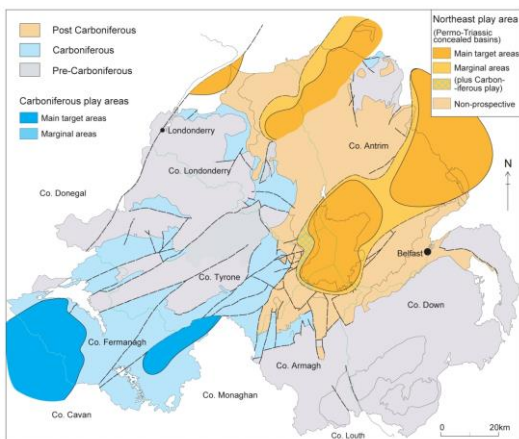 Post Carboniferous
Carboniferous
Pre-Carboniferous
Carboniferous play areas
Main target areas
Marginal areas
Northeast play area
(Permo-Triassic
concealed basins)
Main target areas
Marginal areas
(plus Carbon-
iferous play)
Non-prospective
Londonderry
Co. Antrim
N
Co. Londonderry
Co. Donegal
Belfast
Co. Tyrone
Co. Down
Co. Fermanagh
Co. Armagh
Co. Monaghan
Co. Cavan
Co. Louth
0
20km